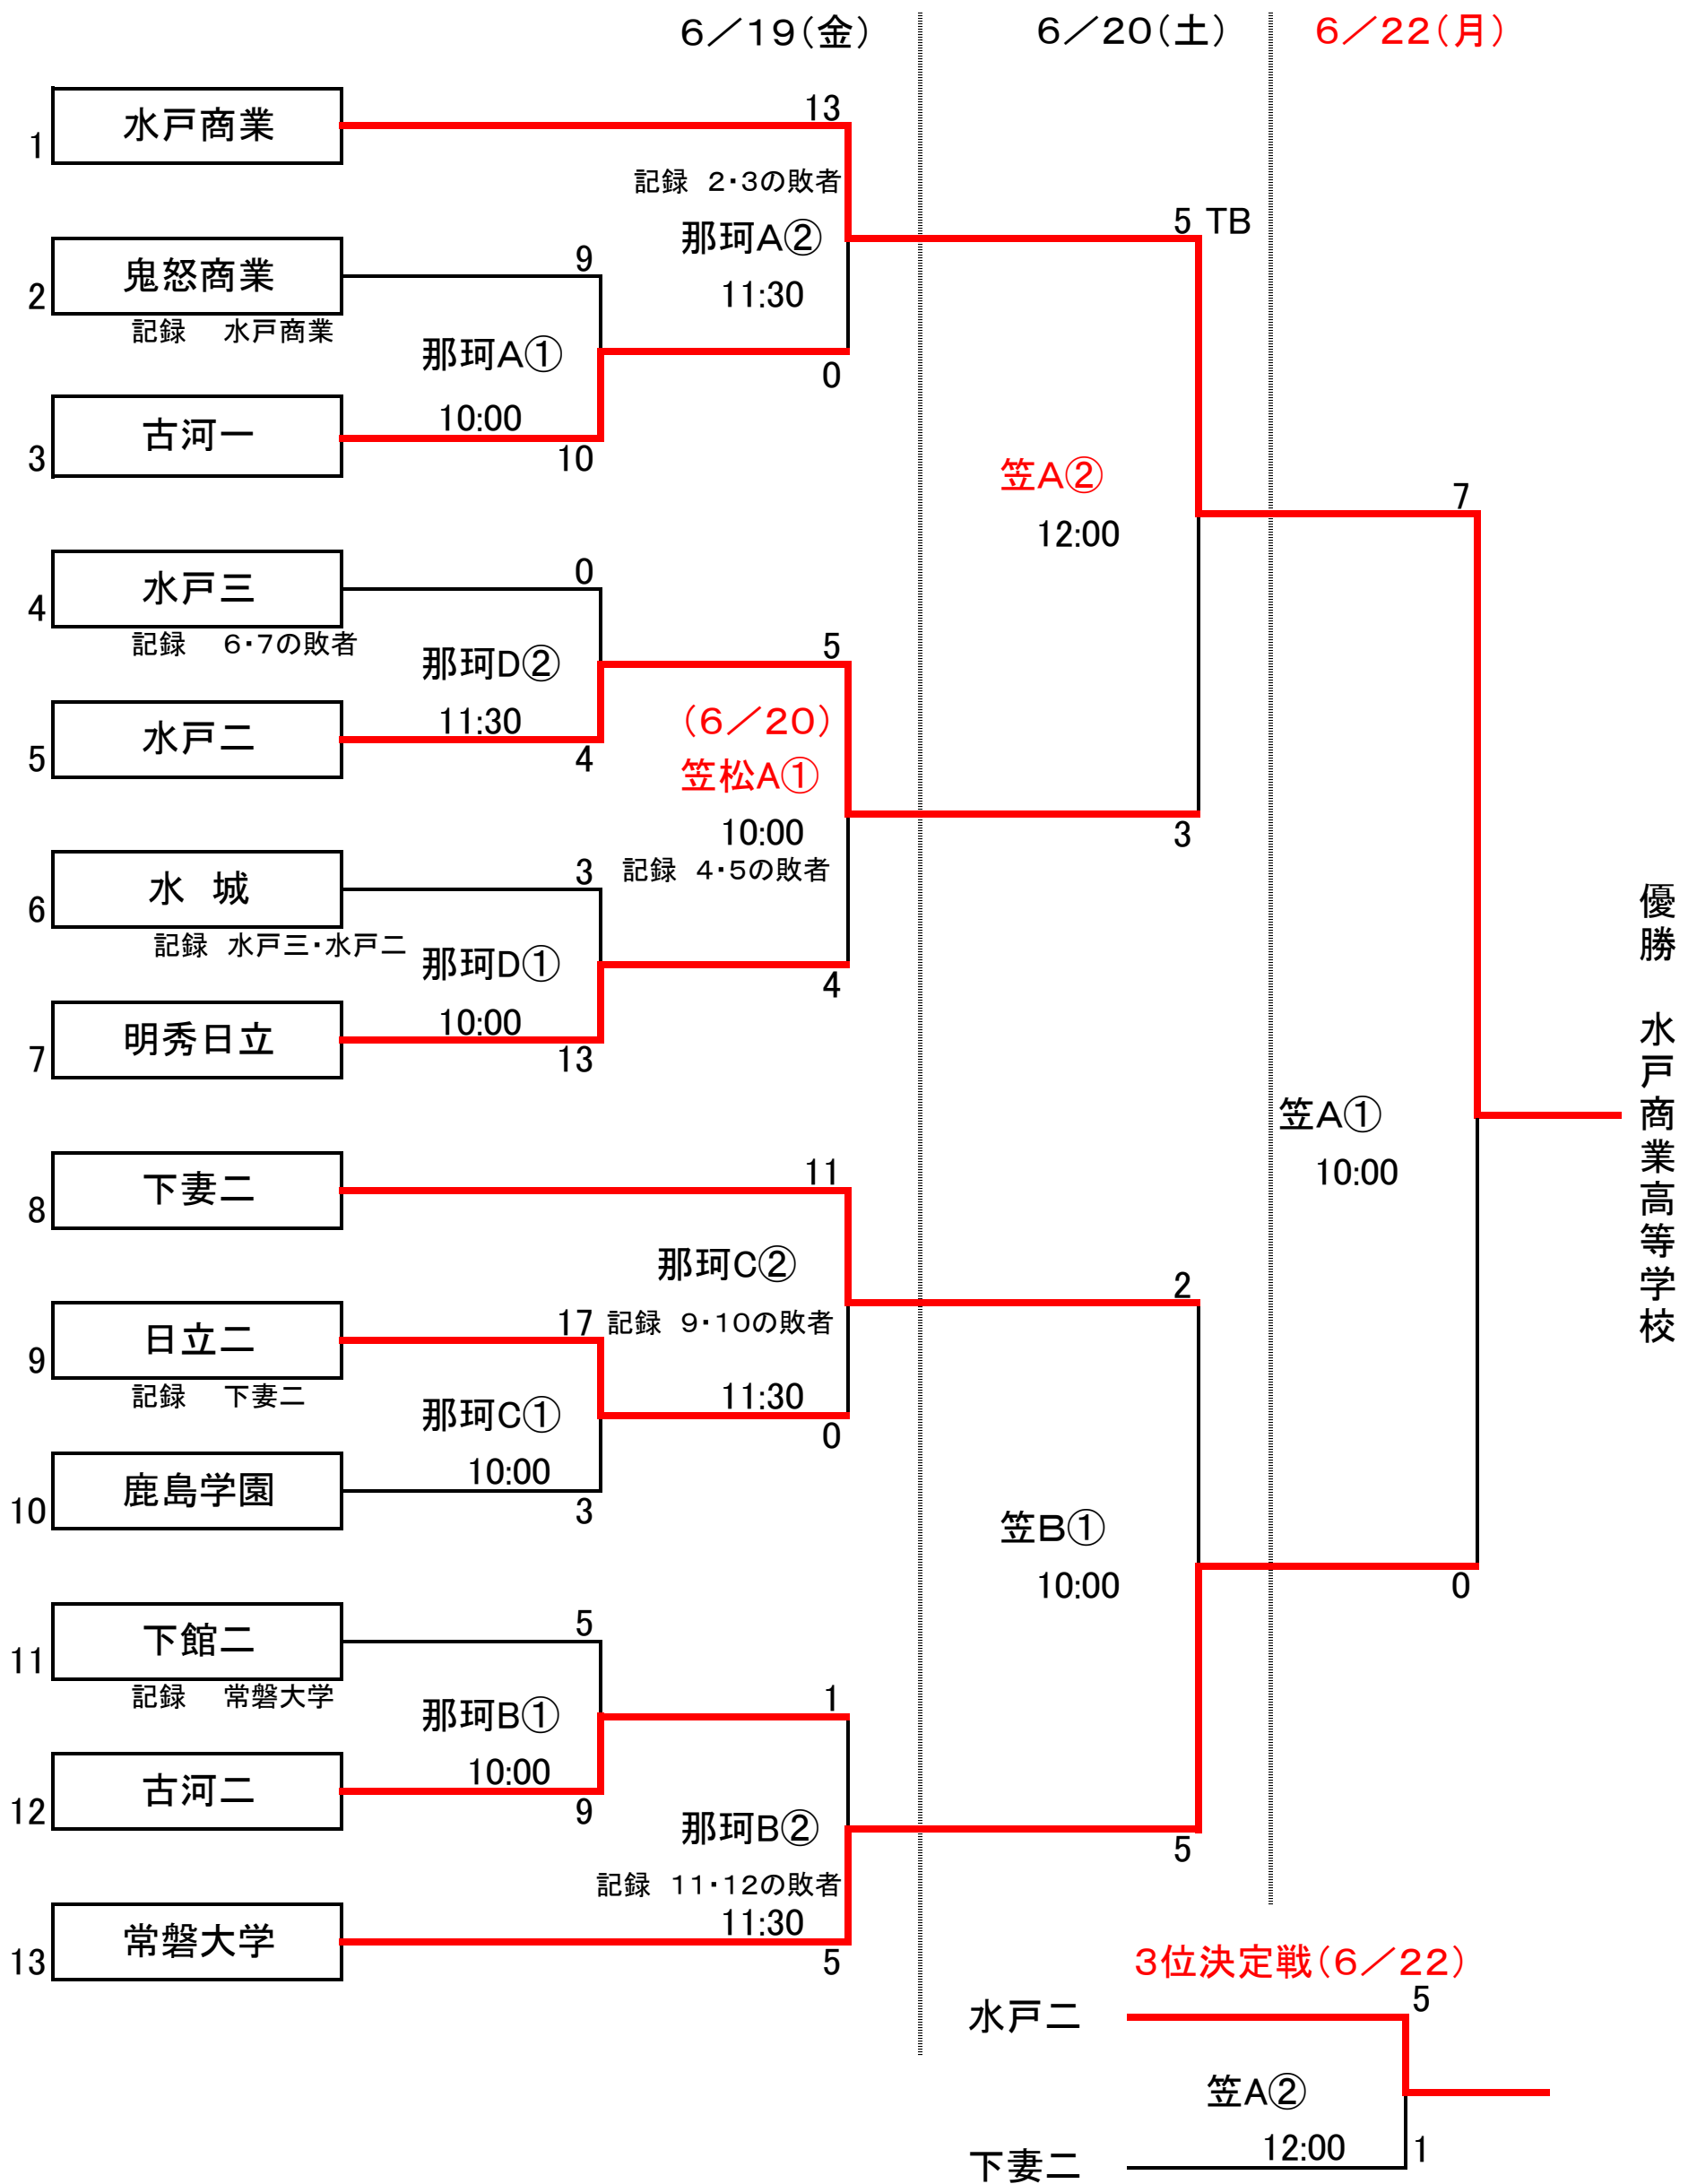 6／19（金）
6／20（土）
6／22（月）
13
水戸商業
1
記録　2・3の敗者
5 TB
那珂A②
9
鬼怒商業
2
11:30
記録　水戸商業
那珂A①
0
10:00
古河一
3
10
笠A②
7
12:00
0
水戸三
4
記録　6・7の敗者
5
那珂D②
（6／20）
11:30
水戸二
5
4
笠松A①
10:00
3
3
記録　4・5の敗者
水　城
6
記録　水戸三・水戸二
那珂D①
4
10:00
明秀日立
7
13
優勝　水戸商業高等学校
笠A①
10:00
11
下妻二
8
那珂C②
2
17
記録　9・10の敗者
日立二
9
記録　下妻二
11:30
那珂C①
0
10:00
鹿島学園
10
3
笠B①
10:00
0
5
下館二
11
記録　常磐大学
1
那珂B①
10:00
古河二
12
9
那珂B②
5
記録　11・12の敗者
11:30
常磐大学
13
5
3位決定戦（6／22）
5
水戸二
笠A②
12:00
1
下妻二